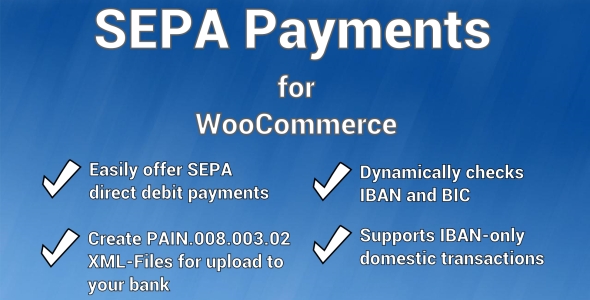 SEPA Payments
for
WooCommerce
Easily offer SEPA
direct debit payments
Dynamically checks
IBAN and BIC
Create PAIN.008.003.02
XML-Files for upload to
your bank
Supports IBAN-only
domestic transactions